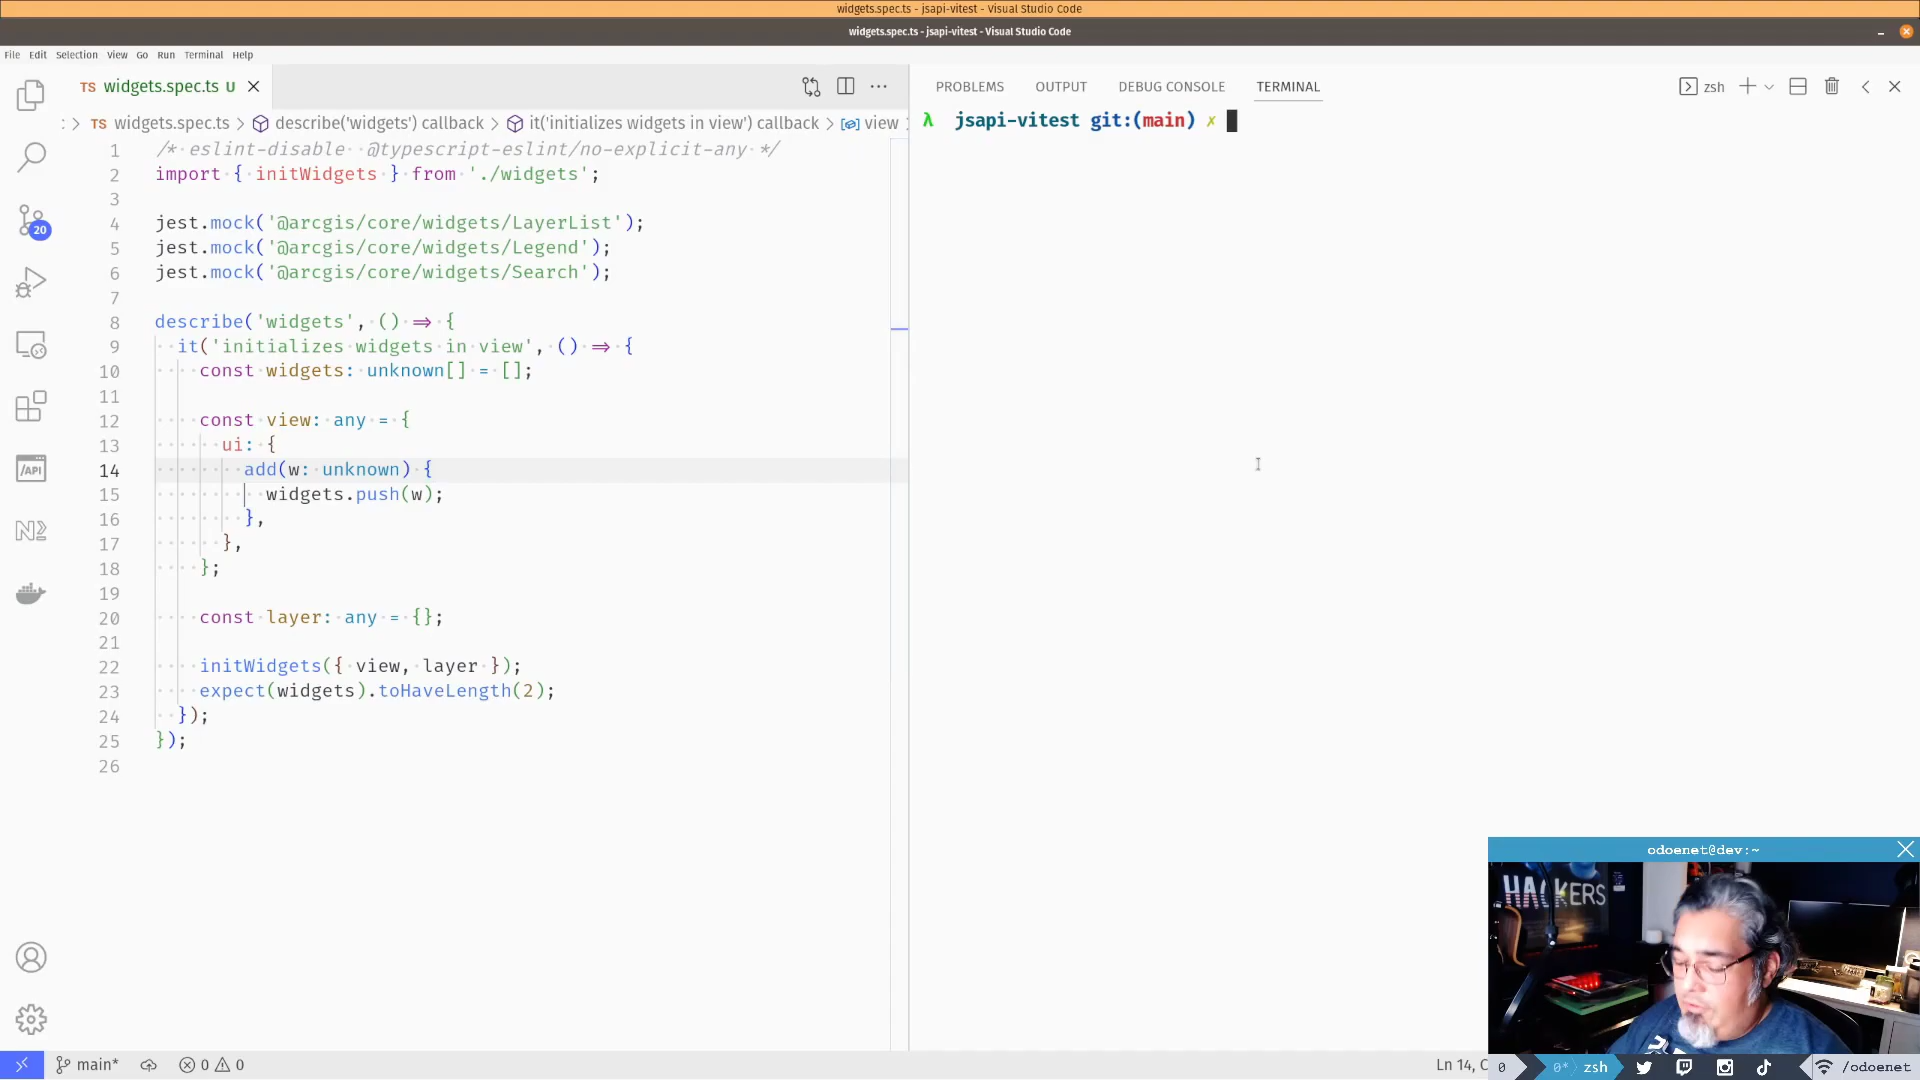 widgets.spec.ts - jsapi-vitest - Visual Studio Code
widgets.spec.ts - jsapi-vitest - Visual Studio Code
File Edit Selection View Go Run Terminal Help
TS widgets.spec.ts U
TS widgets.spec.ts > describe('widgets') callback > it('initializes widgets in view') callback > view
1 /* eslint-disable @typescript-eslint/no-explicit-any */
2 import { initWidgets } from './widgets';
3
4 jest.mock('@arcgis/core/widgets/LayerList');
5 jest.mock('@arcgis/core/widgets/Legend');
6 jest.mock('@arcgis/core/widgets/Search');
7
8 describe('widgets', () => {
9 it('initializes widgets in view', () => {
10 const widgets: unknown[] = [];
11
12 const view: any = {
13 ui: {
14 add(w: unknown) {
15 widgets.push(w);
16 },
17 },
18 };
19
20 const layer: any = {};
21
22 initWidgets({ view, layer });
23 expect(widgets).toHaveLength(2);
24 });
25 });
26
20
/API
PROBLEMS OUTPUT DEBUG CONSOLE TERMINAL
zsh
λ jsapi-vitest git:(main) ✗
odoenet@dev:~
HACKERS
main* 0 0
Ln 14, C
0 0* zsh /odoenet